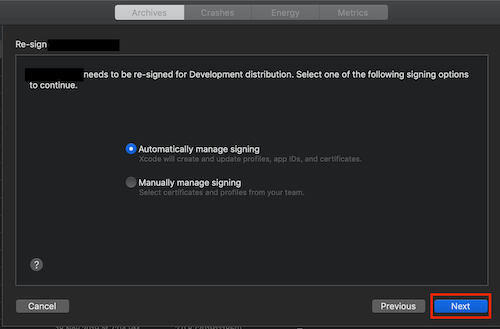 Archives Crashes Energy Metrics
Re-sign
needs to be re-signed for Development distribution. Select one of the following signing options
to continue.
Automatically manage signing
Xcode will create and update profiles, app IDs, and certificates.
Manually manage signing
Select certificates and profiles from your team.
?
Cancel Previous Next